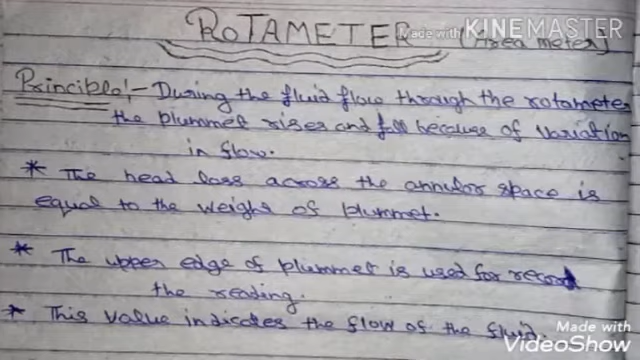 ROTAMETER (Area meter)
Made with KINEMASTER
Principle:- During the fluid flow through the rotameter
the plummet rises and fall because of variation
in flow.
* The head loss across the annular space is
equal to the weight of plummet.
* The upper edge of plummet is used for record
the reading.
* This value indicates the flow of the fluid.
Made with
VideoShow